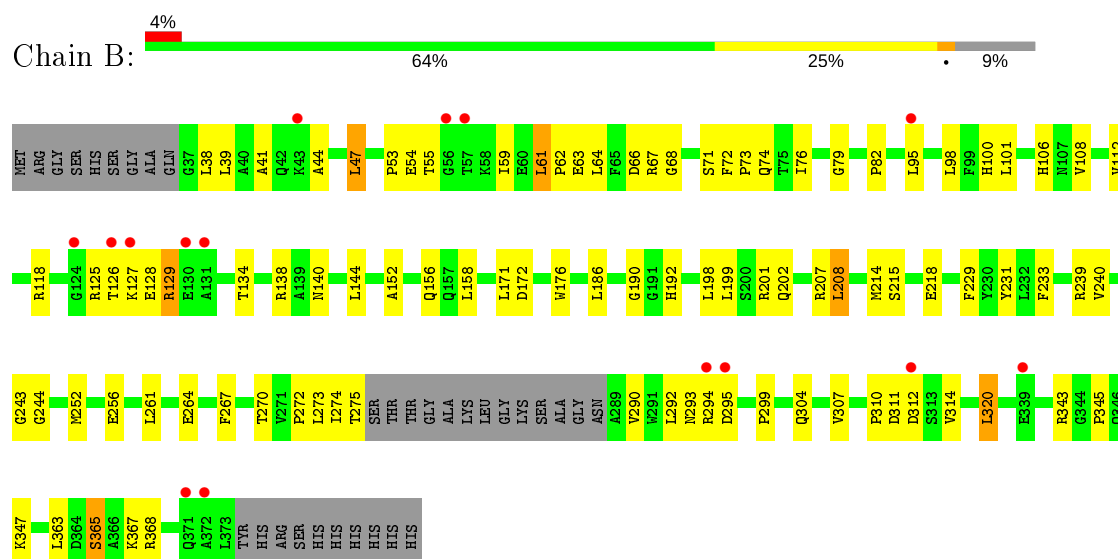 4%
Chain B:
64% 25% • 9%
MET ARG GLY SER HIS SER GLY ALA GLN G37 L38 L39 A40 A41 Q42 K43 A44 L47 P53 E54 T55 G56 T57 K58 I59 E60 L61 P62 E63 L64 F65 D66 R67 G68 S71 F72 P73 Q74 T75 I76 G79 P82 L95 L98 F99 H100 L101 H106 N107 V108
R118 G124 R125 T126 K127 E128 R129 E130 A131 T134 R138 A139 N140 L144 A152 Q156 Q157 L158 L171 D172 W176 L186 G190 G191 H192 L198 L199 S200 R201 Q202 R207 L208 M214 S215 E218 F229 Y230 Y231 L232 F233 R239 V240
G243 G244 M252 E256 L261 E264 F267 T270 V271 P272 L273 I274 T275 SER THR THR GLY ALA LYS LEU GLY LYS SER ALA GLY ASN A289 V290 W291 L292 N293 R294 D295 P299 Q304 V307 P310 D311 D312 S313 V314 L320 E339 R343 G344 P345
K347 L363 D364 S365 A366 K367 R368 Q371 A372 L373 TYR HIS ARG SER HIS HIS HIS HIS HIS HIS